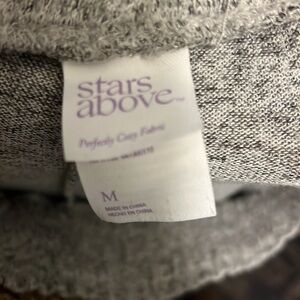 stars
above™
Perfectly Cozy Fabric
M
MADE IN CHINA
HECHO EN CHINA